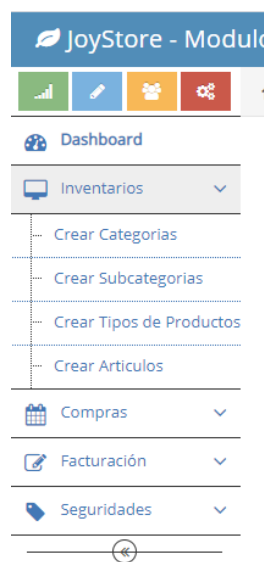 JoyStore - Modulo
Dashboard
Inventarios
Crear Categorias
Crear Subcategorias
Crear Tipos de Productos
Crear Articulos
Compras
Facturación
Seguridades